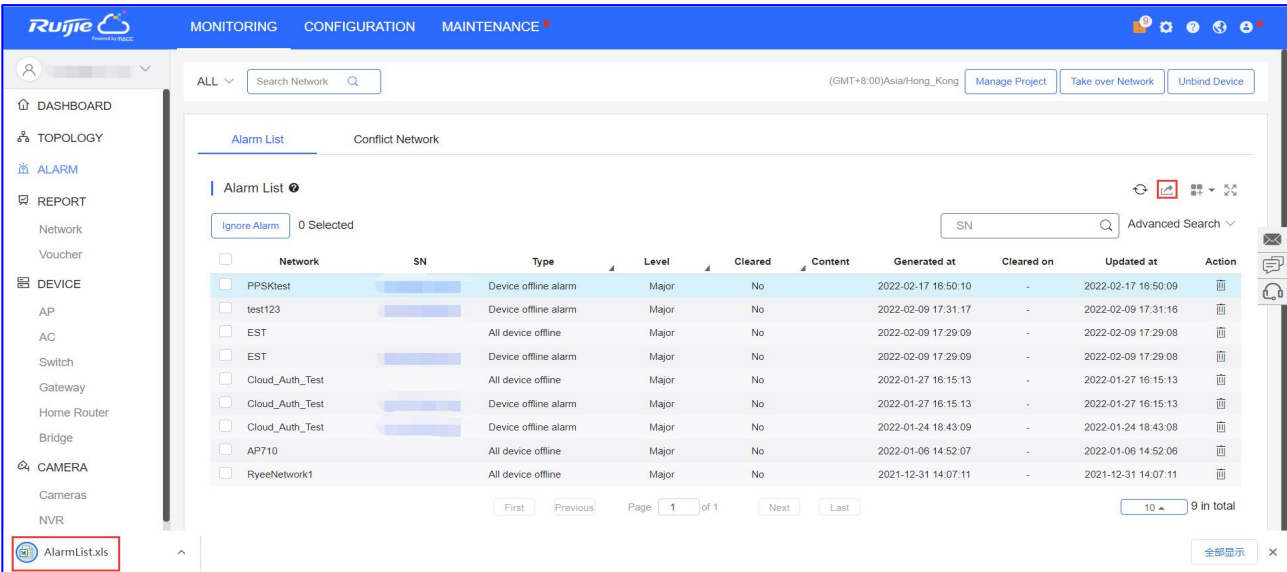 Ruijie MONITORING CONFIGURATION MAINTENANCE 9
Powered by MACC
ALL Search Network (GMT+8:00)Asia/Hong_Kong Manage Project Take over Network Unbind Device
DASHBOARD
TOPOLOGY
ALARM
REPORT
Network
Voucher
DEVICE
AP
AC
Switch
Gateway
Home Router
Bridge
CAMERA
Cameras
NVR
Alarm List Conflict Network
Alarm List
Ignore Alarm 0 Selected SN Advanced Search
Network SN Type Level Cleared Content Generated at Cleared on Updated at Action
PPSKtest Device offline alarm Major No 2022-02-17 16:50:10 - 2022-02-17 16:50:09
test123 Device offline alarm Major No 2022-02-09 17:31:17 - 2022-02-09 17:31:16
EST All device offline Major No 2022-02-09 17:29:09 - 2022-02-09 17:29:08
EST Device offline alarm Major No 2022-02-09 17:29:09 - 2022-02-09 17:29:08
Cloud_Auth_Test All device offline Major No 2022-01-27 16:15:13 - 2022-01-27 16:15:13
Cloud_Auth_Test Device offline alarm Major No 2022-01-27 16:15:13 - 2022-01-27 16:15:13
Cloud_Auth_Test Device offline alarm Major No 2022-01-24 18:43:09 - 2022-01-24 18:43:08
AP710 All device offline Major No 2022-01-06 14:52:07 - 2022-01-06 14:52:06
RyeeNetwork1 All device offline Major No 2021-12-31 14:07:11 - 2021-12-31 14:07:11
First Previous Page 1 of 1 Next Last 10 9 in total
AlarmList.xls 全部显示